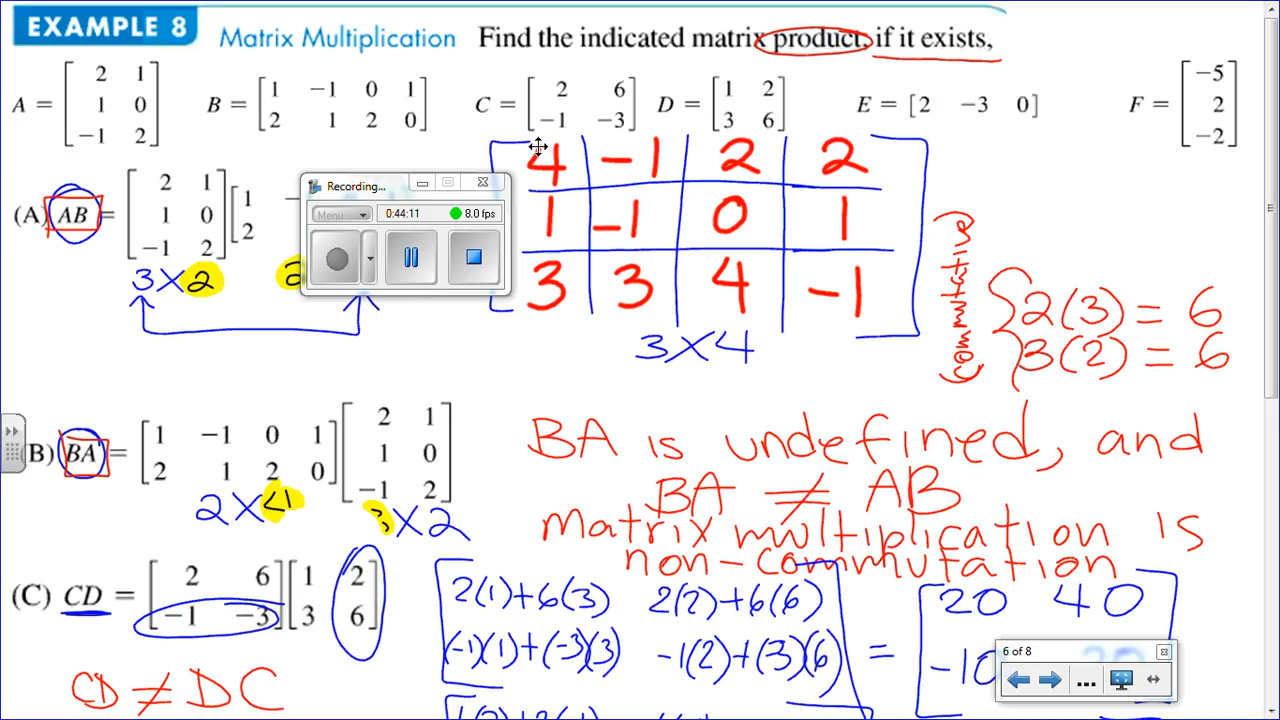 EXAMPLE 8 Matrix Multiplication Find the indicated matrix product, if it exists,
A = [ 2 1
1 0
-1 2 ]
B = [ 1 -1 0 1
2 1 2 0 ]
C = [ 2 6
-1 -3 ]
D = [ 1 2
3 6 ]
E = [2 -3 0]
F = [ -5
2
-2 ]
(A) AB = [ 2 1
1 0
-1 2 ] [ 1
2
3X2
2
Recording...
Menu
0:44:11
8.0 fps
4 -1 2 2
1 -1 0 1
3 3 4 -1
3X4
commutative
2(3) = 6
3(2) = 6
B) BA = [ 1 -1 0 1
2 1 2 0 ] [ 2 1
1 0
-1 2 ]
2X4 3X2
BA is undefined, and
BA ≠ AB
matrix multiplication is
non-commutation
(C) CD = [ 2 6
-1 -3 ] [ 1 2
3 6 ]
2(1)+6(3) 2(2)+6(6)
(-1)(1)+(-3)(3) -1(2)+(3)(6)
=
20 40
-10
CD ≠ DC
6 of 8